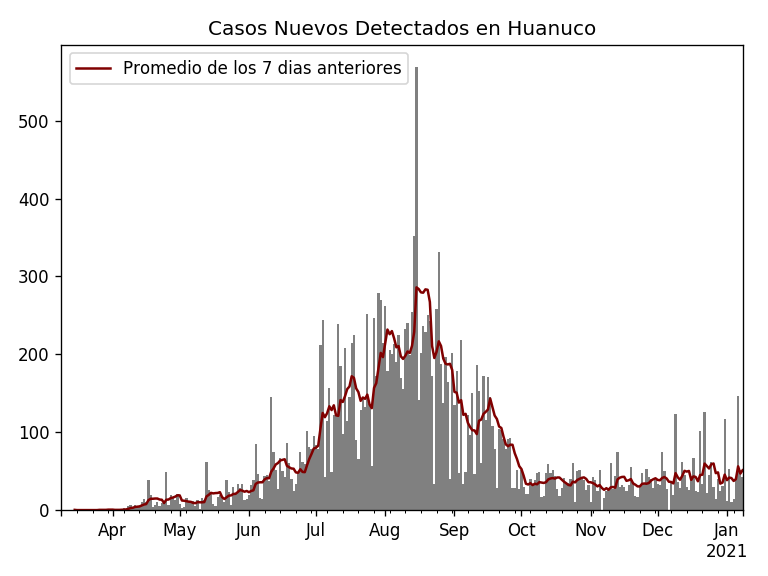 Casos Nuevos Detectados en Huanuco
Promedio de los 7 dias anteriores
500
400
300
200
100
0
Apr May Jun Jul Aug Sep Oct Nov Dec Jan
2021